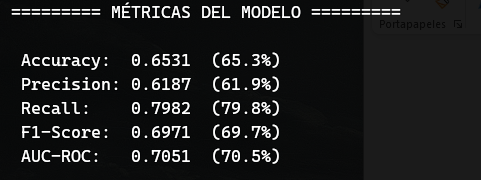 ========= MÉTRICAS DEL MODELO =========
Portapapeles
Accuracy: 0.6531 (65.3%)
Precision: 0.6187 (61.9%)
Recall: 0.7982 (79.8%)
F1-Score: 0.6971 (69.7%)
AUC-ROC: 0.7051 (70.5%)